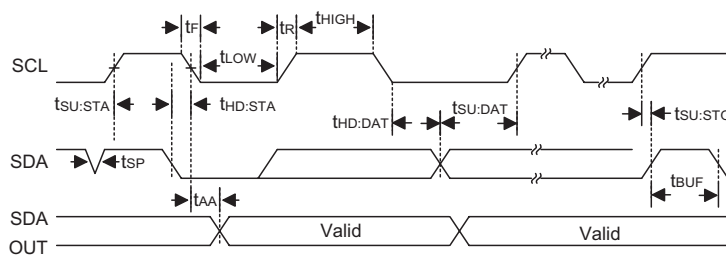 tF
tR
tHIGH
SCL
tLOW
tSU:STA
tHD:STA
tHD:DAT
tSU:DAT
tSU:STO
SDA
tSP
tBUF
tAA
SDA
OUT
Valid
Valid